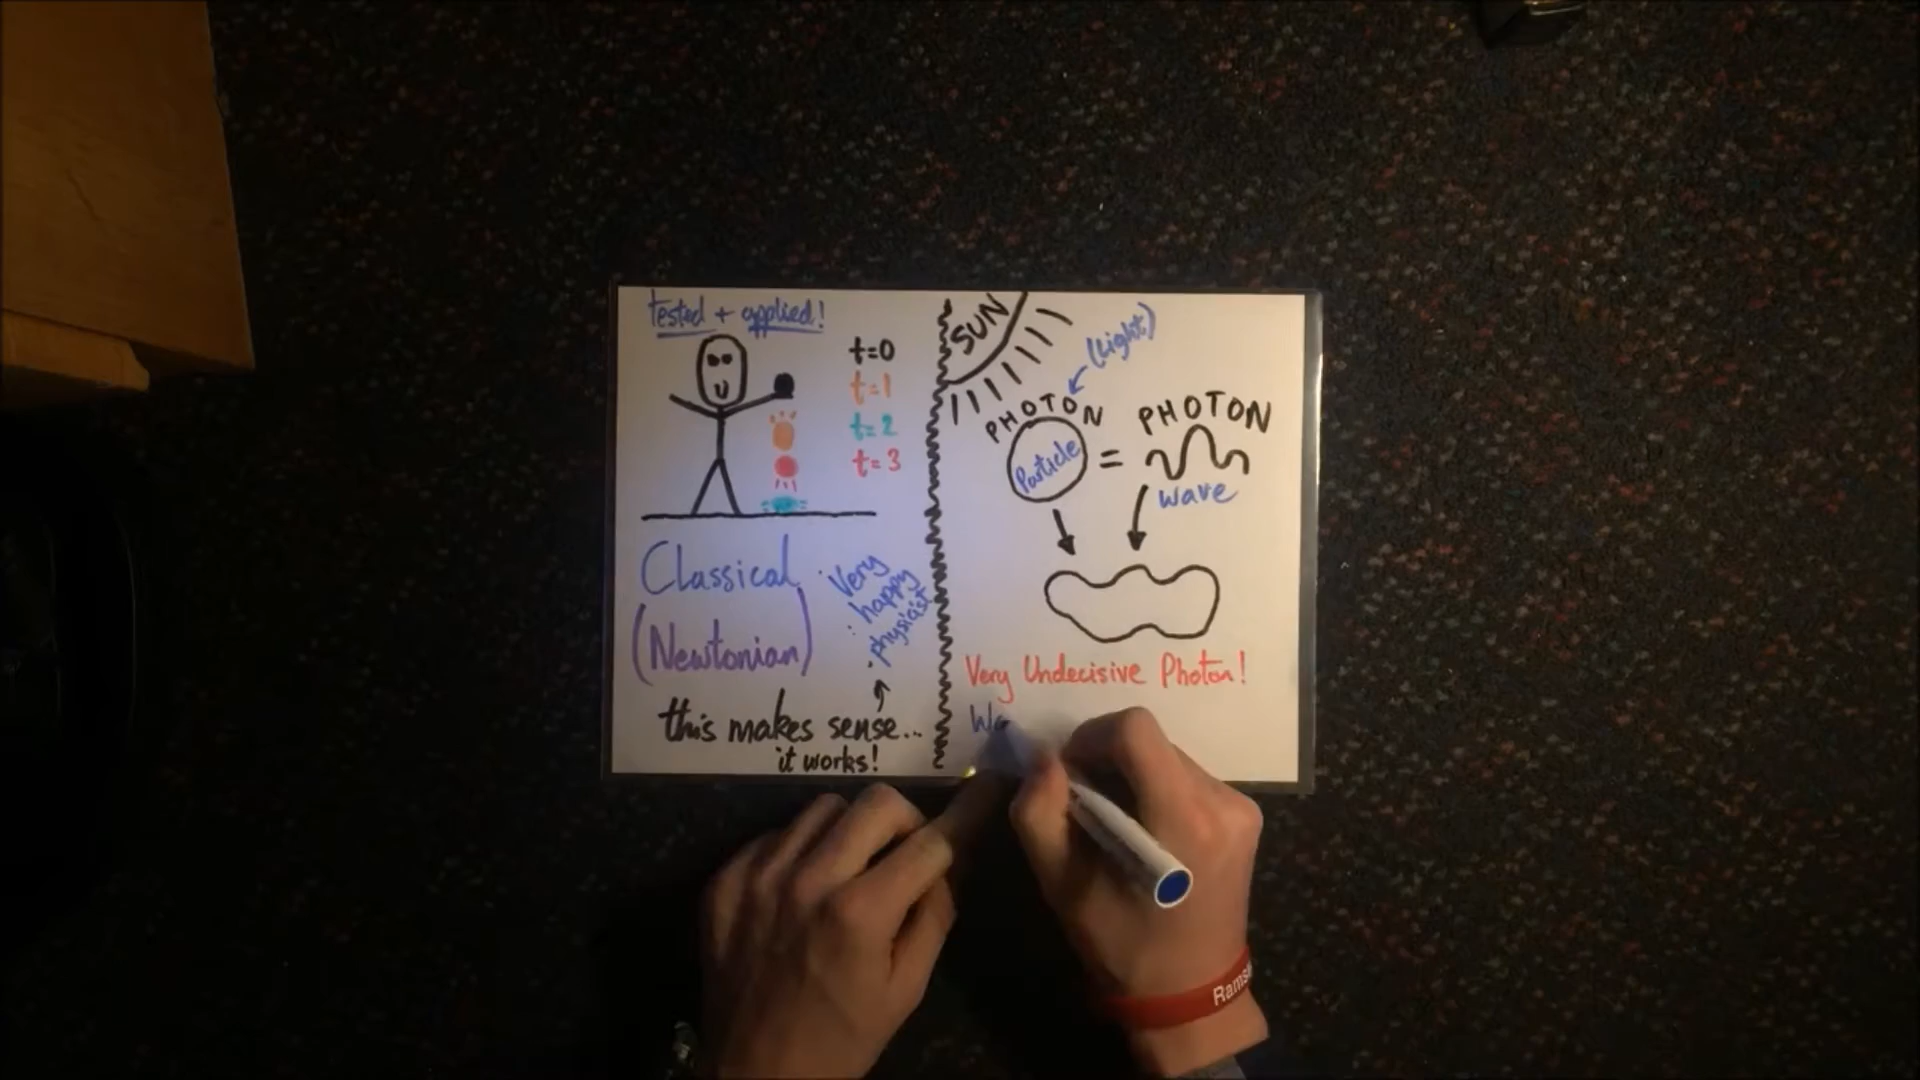 tested + applied!
t=0
t=1
t=2
t=3
Classical
(Newtonian)
Very
happy
physicist
this makes sense...
it works!
SUN
(Light)
PHOTON
Particle
=
PHOTON
wave
Very Undecisive Photon!